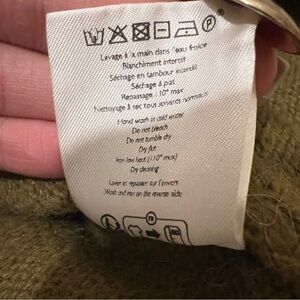 P
Lavage à la main dans l'eau froide
Blanchiment interdit
Séchage en tambour interdit
Séchage à plat
Repassage 110° max
Nettoyage à sec tous solvants normaux
Hand wash in cold water
Do not bleach
Do not tumble dry
Dry flat
Iron low heat (110° max)
Dry cleaning
Laver et repasser sur l'envers
Wash and iron on the reverse side